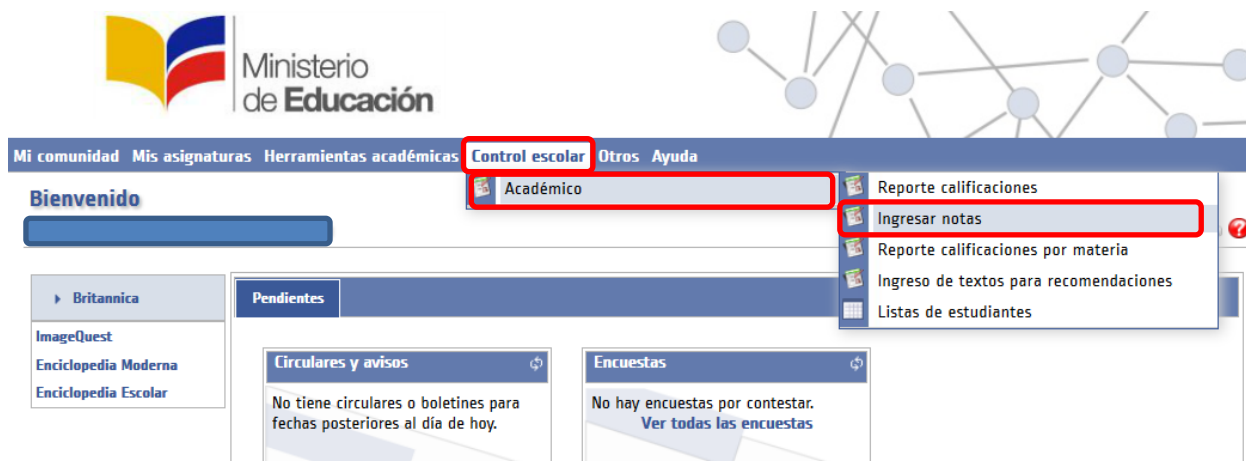 Ministerio
de Educación
Mi comunidad Mis asignaturas Herramientas académicas Control escolar Otros Ayuda
Bienvenido
Académico
Reporte calificaciones
Ingresar notas
Reporte calificaciones por materia
Ingreso de textos para recomendaciones
Listas de estudiantes
?
Britannica
ImageQuest
Enciclopedia Moderna
Enciclopedia Escolar
Pendientes
Circulares y avisos
No tiene circulares o boletines para
fechas posteriores al día de hoy.
Encuestas
No hay encuestas por contestar.
Ver todas las encuestas